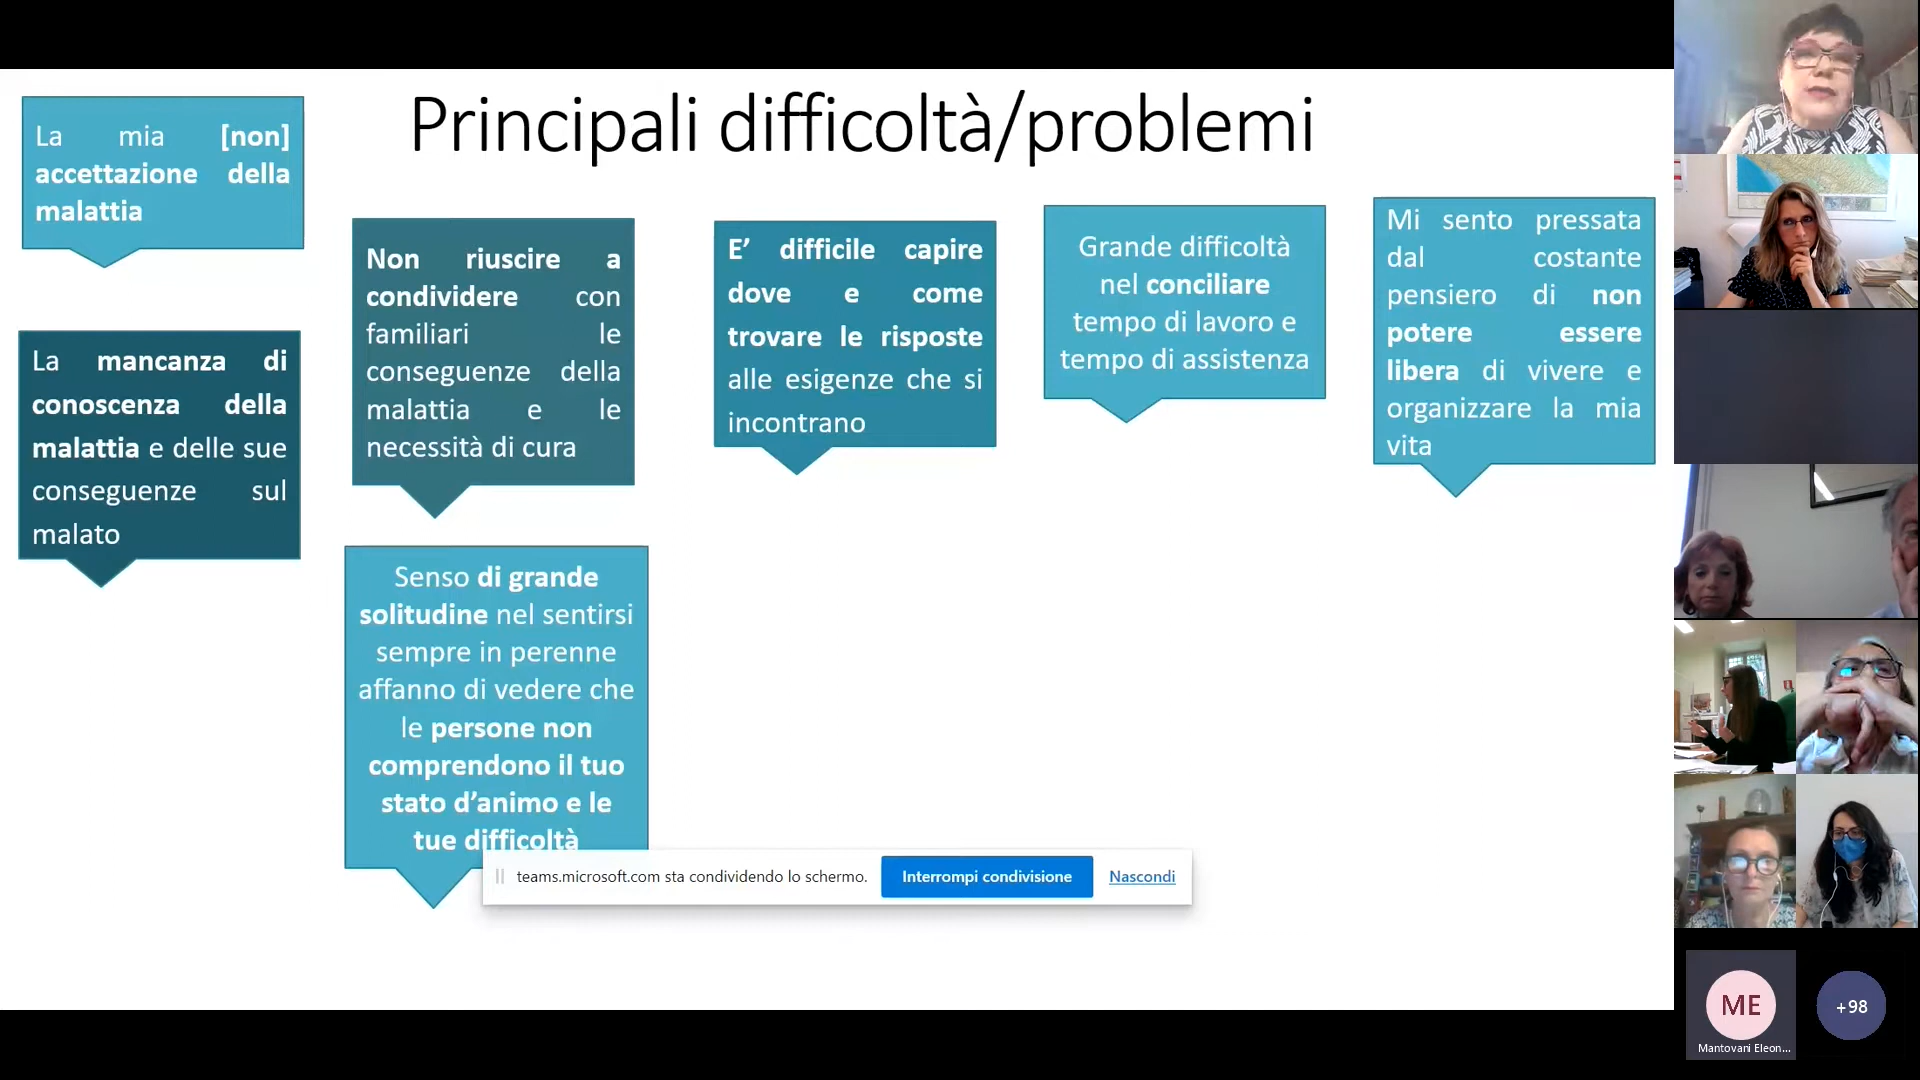 Principali difficoltà/problemi
La mia [non]
accettazione della
malattia
La mancanza di
conoscenza della
malattia e delle sue
conseguenze sul
malato
Non riuscire a
condividere con
familiari le
conseguenze della
malattia e le
necessità di cura
Senso di grande
solitudine nel sentirsi
sempre in perenne
affanno di vedere che
le persone non
comprendono il tuo
stato d’animo e le
tue difficoltà
E’ difficile capire
dove e come
trovare le risposte
alle esigenze che si
incontrano
Grande difficoltà
nel conciliare
tempo di lavoro e
tempo di assistenza
Mi sento pressata
dal costante
pensiero di non
potere essere
libera di vivere e
organizzare la mia
vita
teams.microsoft.com sta condividendo lo schermo.
Interrompi condivisione
Nascondi
ME
Mantovani Eleon...
+98